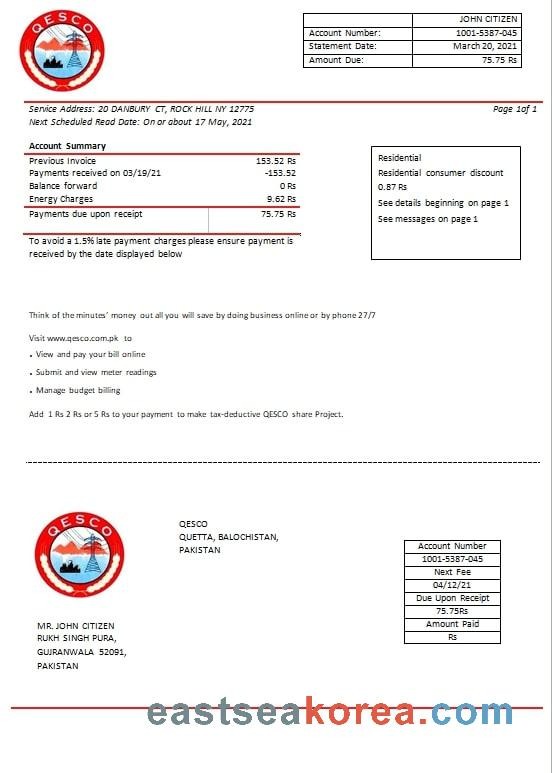 QESCO
JOHN CITIZEN
Account Number: 1001-5387-045
Statement Date: March 20, 2021
Amount Due: 75.75 Rs
Service Address: 20 DANBURY CT, ROCK HILL NY 12775 Page 1of 1
Next Scheduled Read Date: On or about 17 May, 2021
Account Summary
Previous Invoice 153.52 Rs
Payments received on 03/19/21 -153.52
Balance forward 0 Rs
Energy Charges 9.62 Rs
Payments due upon receipt 75.75 Rs
To avoid a 1.5% late payment charges please ensure payment is
received by the date displayed below
Residential
Residential consumer discount
0.87 Rs
See details beginning on page 1
See messages on page 1
Think of the minutes' money out all you will save by doing business online or by phone 27/7
Visit www.qesco.com.pk to
• View and pay your bill online
• Submit and view meter readings
• Manage budget billing
Add 1 Rs 2 Rs or 5 Rs to your payment to make tax-deductive QESCO share Project.
QESCO
QESCO
QUETTA, BALOCHISTAN,
PAKISTAN
Account Number
1001-5387-045
Next Fee
04/12/21
Due Upon Receipt
75.75Rs
Amount Paid
Rs
MR. JOHN CITIZEN
RUKH SINGH PURA,
GUJRANWALA 52091,
PAKISTAN
eastseakorea.com